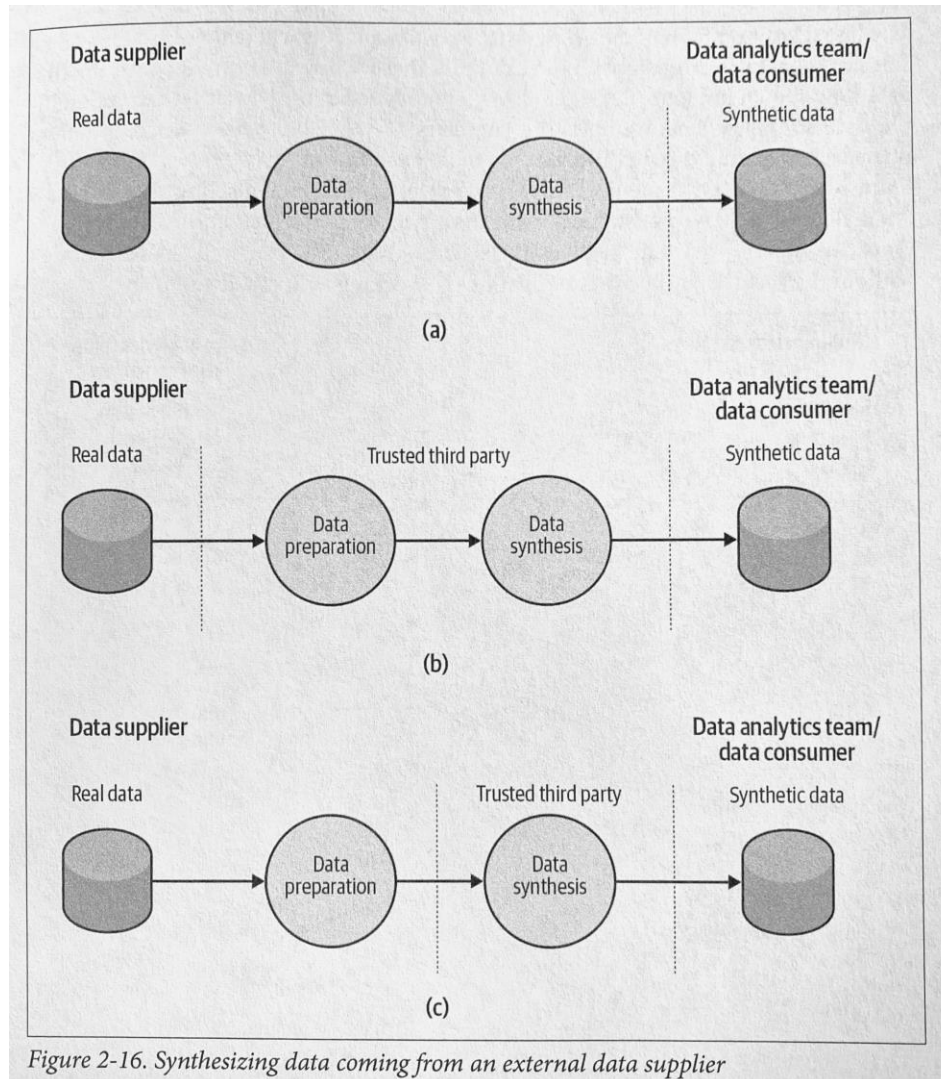 Data supplier
Data analytics team/
data consumer
Real data
Synthetic data
Data
preparation
Data
synthesis
(a)
Data supplier
Data analytics team/
data consumer
Real data
Trusted third party
Synthetic data
Data
preparation
Data
synthesis
(b)
Data supplier
Data analytics team/
data consumer
Real data
Trusted third party
Synthetic data
Data
preparation
Data
synthesis
(c)
Figure 2-16. Synthesizing data coming from an external data supplier